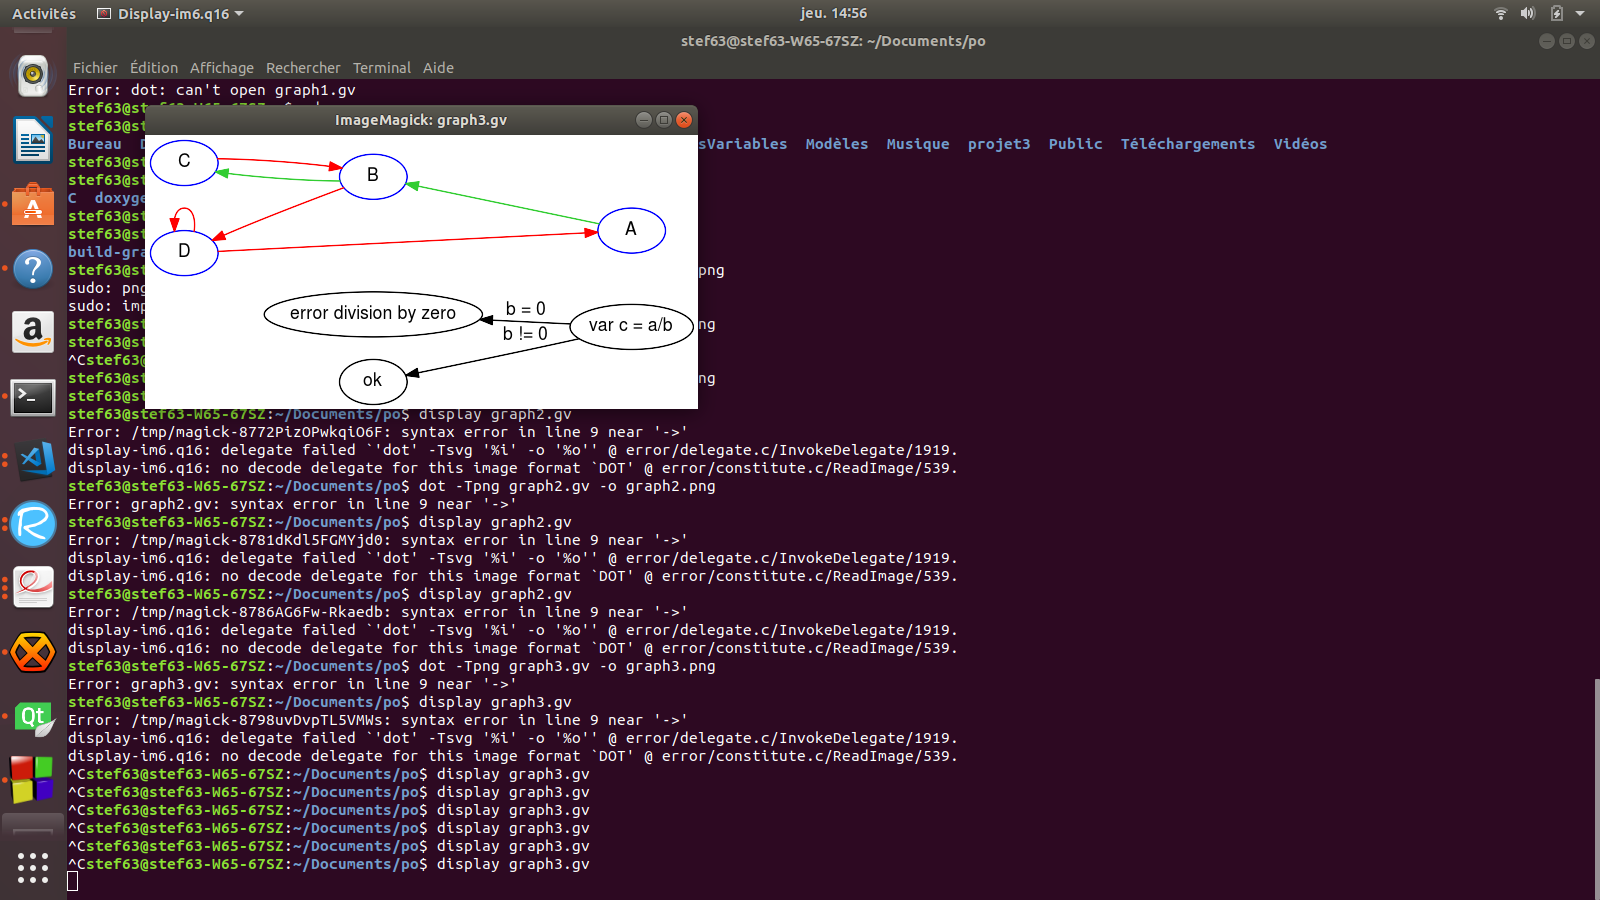 Activités Display-im6.q16 jeu. 14:56
stef63@stef63-W65-67SZ: ~/Documents/po
Fichier Édition Affichage Rechercher Terminal Aide
Error: dot: can't open graph1.gv
stef63@st
ImageMagick: graph3.gv
C
B
A
D
error division by zero
b = 0
b != 0
var c = a/b
ok
stef63@st
Bureau sVariables Modèles Musique projet3 Public Téléchargements Vidéos
stef63@st
stef63@st
C doxyge
stef63@st
stef63@st
build-gra
stef63@st png
sudo: png
sudo: imp
stef63@st ng
stef63@st
^Cstef63@
stef63@st ng
stef63@st
stef63@stef63-W65-67SZ:~/Documents/po$ display graph2.gv
Error: /tmp/magick-8772PizOPwkqiO6F: syntax error in line 9 near '->'
display-im6.q16: delegate failed `'dot' -Tsvg '%i' -o '%o'' @ error/delegate.c/InvokeDelegate/1919.
display-im6.q16: no decode delegate for this image format `DOT' @ error/constitute.c/ReadImage/539.
stef63@stef63-W65-67SZ:~/Documents/po$ dot -Tpng graph2.gv -o graph2.png
Error: graph2.gv: syntax error in line 9 near '->'
stef63@stef63-W65-67SZ:~/Documents/po$ display graph2.gv
Error: /tmp/magick-8781dKdl5FGMYjd0: syntax error in line 9 near '->'
display-im6.q16: delegate failed `'dot' -Tsvg '%i' -o '%o'' @ error/delegate.c/InvokeDelegate/1919.
display-im6.q16: no decode delegate for this image format `DOT' @ error/constitute.c/ReadImage/539.
stef63@stef63-W65-67SZ:~/Documents/po$ display graph2.gv
Error: /tmp/magick-8786AG6Fw-Rkaedb: syntax error in line 9 near '->'
display-im6.q16: delegate failed `'dot' -Tsvg '%i' -o '%o'' @ error/delegate.c/InvokeDelegate/1919.
display-im6.q16: no decode delegate for this image format `DOT' @ error/constitute.c/ReadImage/539.
stef63@stef63-W65-67SZ:~/Documents/po$ dot -Tpng graph3.gv -o graph3.png
Error: graph3.gv: syntax error in line 9 near '->'
stef63@stef63-W65-67SZ:~/Documents/po$ display graph3.gv
Error: /tmp/magick-8798uvDvpTL5VMWs: syntax error in line 9 near '->'
display-im6.q16: delegate failed `'dot' -Tsvg '%i' -o '%o'' @ error/delegate.c/InvokeDelegate/1919.
display-im6.q16: no decode delegate for this image format `DOT' @ error/constitute.c/ReadImage/539.
^Cstef63@stef63-W65-67SZ:~/Documents/po$ display graph3.gv
^Cstef63@stef63-W65-67SZ:~/Documents/po$ display graph3.gv
^Cstef63@stef63-W65-67SZ:~/Documents/po$ display graph3.gv
^Cstef63@stef63-W65-67SZ:~/Documents/po$ display graph3.gv
^Cstef63@stef63-W65-67SZ:~/Documents/po$ display graph3.gv
^Cstef63@stef63-W65-67SZ:~/Documents/po$ display graph3.gv